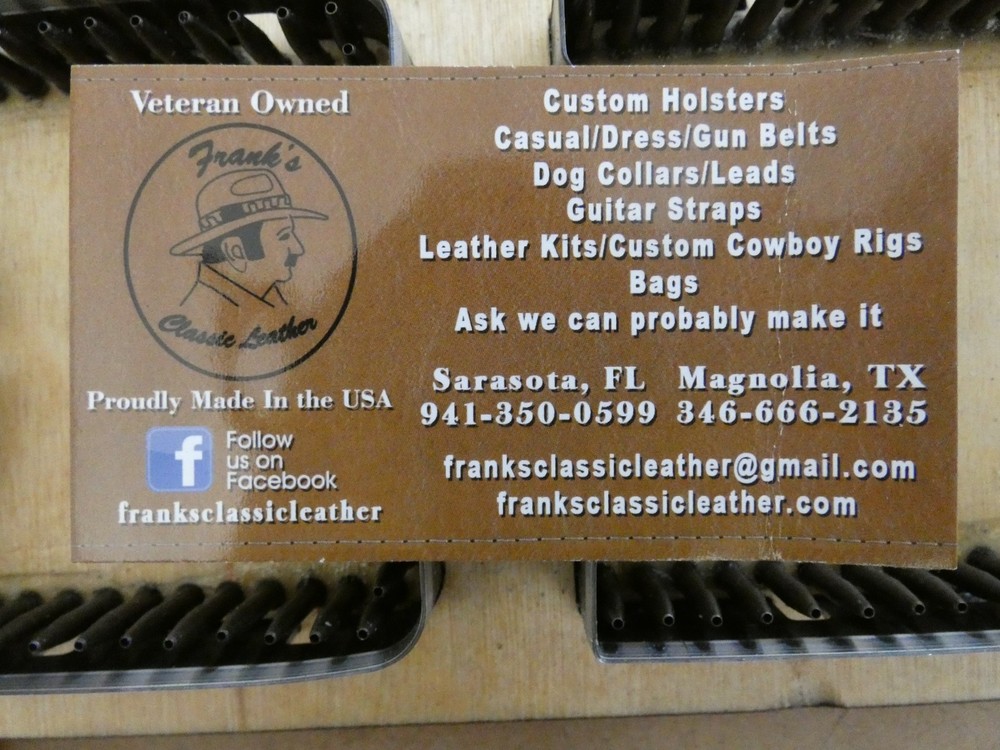 Veteran Owned
Frank's
Classic Leather
Proudly Made In the USA
f
Follow
us on
Facebook
franksclassicleather
Custom Holsters
Casual/Dress/Gun Belts
Dog Collars/Leads
Guitar Straps
Leather Kits/Custom Cowboy Rigs
Bags
Ask we can probably make it
Sarasota, FL Magnolia, TX
941-350-0599 346-666-2135
franksclassicleather@gmail.com
franksclassicleather.com